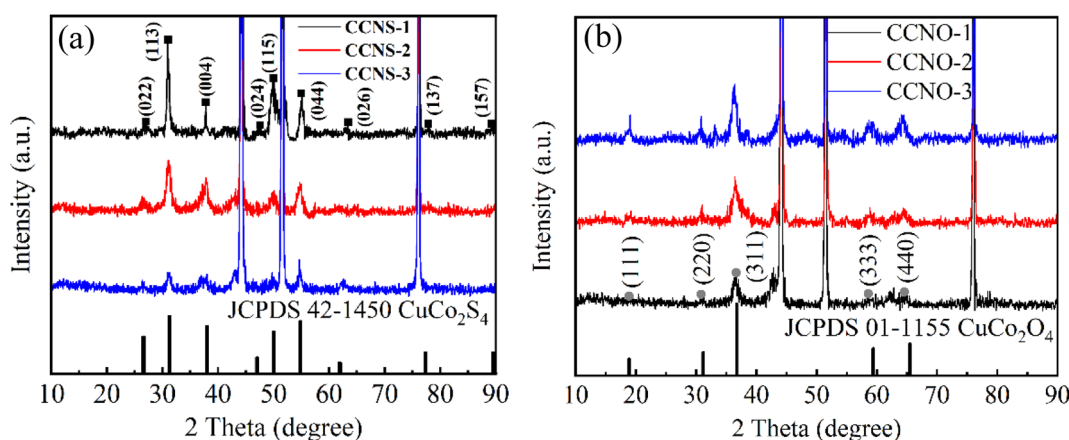 (a)
CCNS-1
CCNS-2
CCNS-3
(022)
(113)
(004)
(024)
(115)
(044)
(026)
(137)
(157)
JCPDS 42-1450 CuCo₂S₄
Intensity (a.u.)
10 20 30 40 50 60 70 80 90
2 Theta (degree)
(b)
CCNO-1
CCNO-2
CCNO-3
(111)
(220)
(311)
(333)
(440)
JCPDS 01-1155 CuCo₂O₄
Intensity (a.u.)
10 20 30 40 50 60 70 80 90
2 Theta (degree)